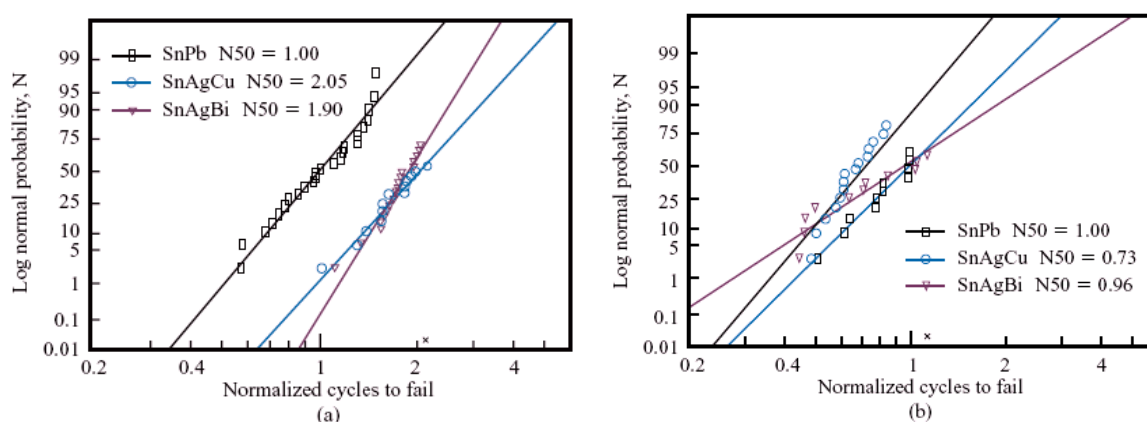 Log normal probability, N
99
95
90
75
50
25
10
5
1
0.1
0.01
SnPb N50 = 1.00
SnAgCu N50 = 2.05
SnAgBi N50 = 1.90
0.2
0.4
1
2
4
Normalized cycles to fail
(a)
Log normal probability, N
99
95
90
75
50
25
10
5
1
0.1
0.01
SnPb N50 = 1.00
SnAgCu N50 = 0.73
SnAgBi N50 = 0.96
0.2
0.4
1
2
4
Normalized cycles to fail
(b)